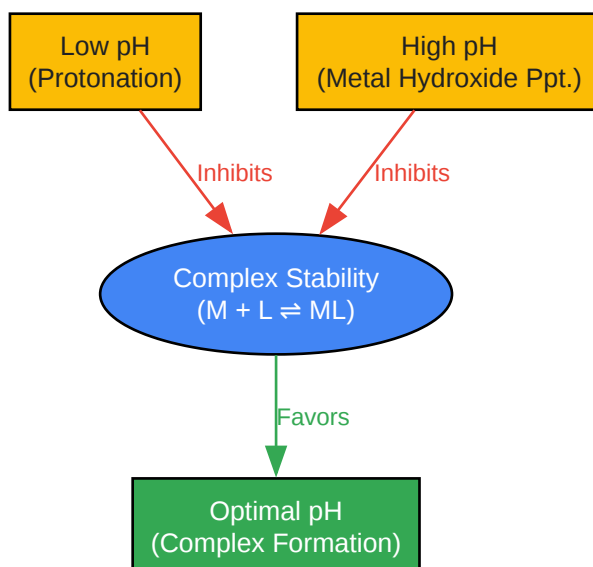 Low pH
(Protonation)
High pH
(Metal Hydroxide Ppt.)
Inhibits
Inhibits
Complex Stability
(M + L ⇌ ML)
Favors
Optimal pH
(Complex Formation)